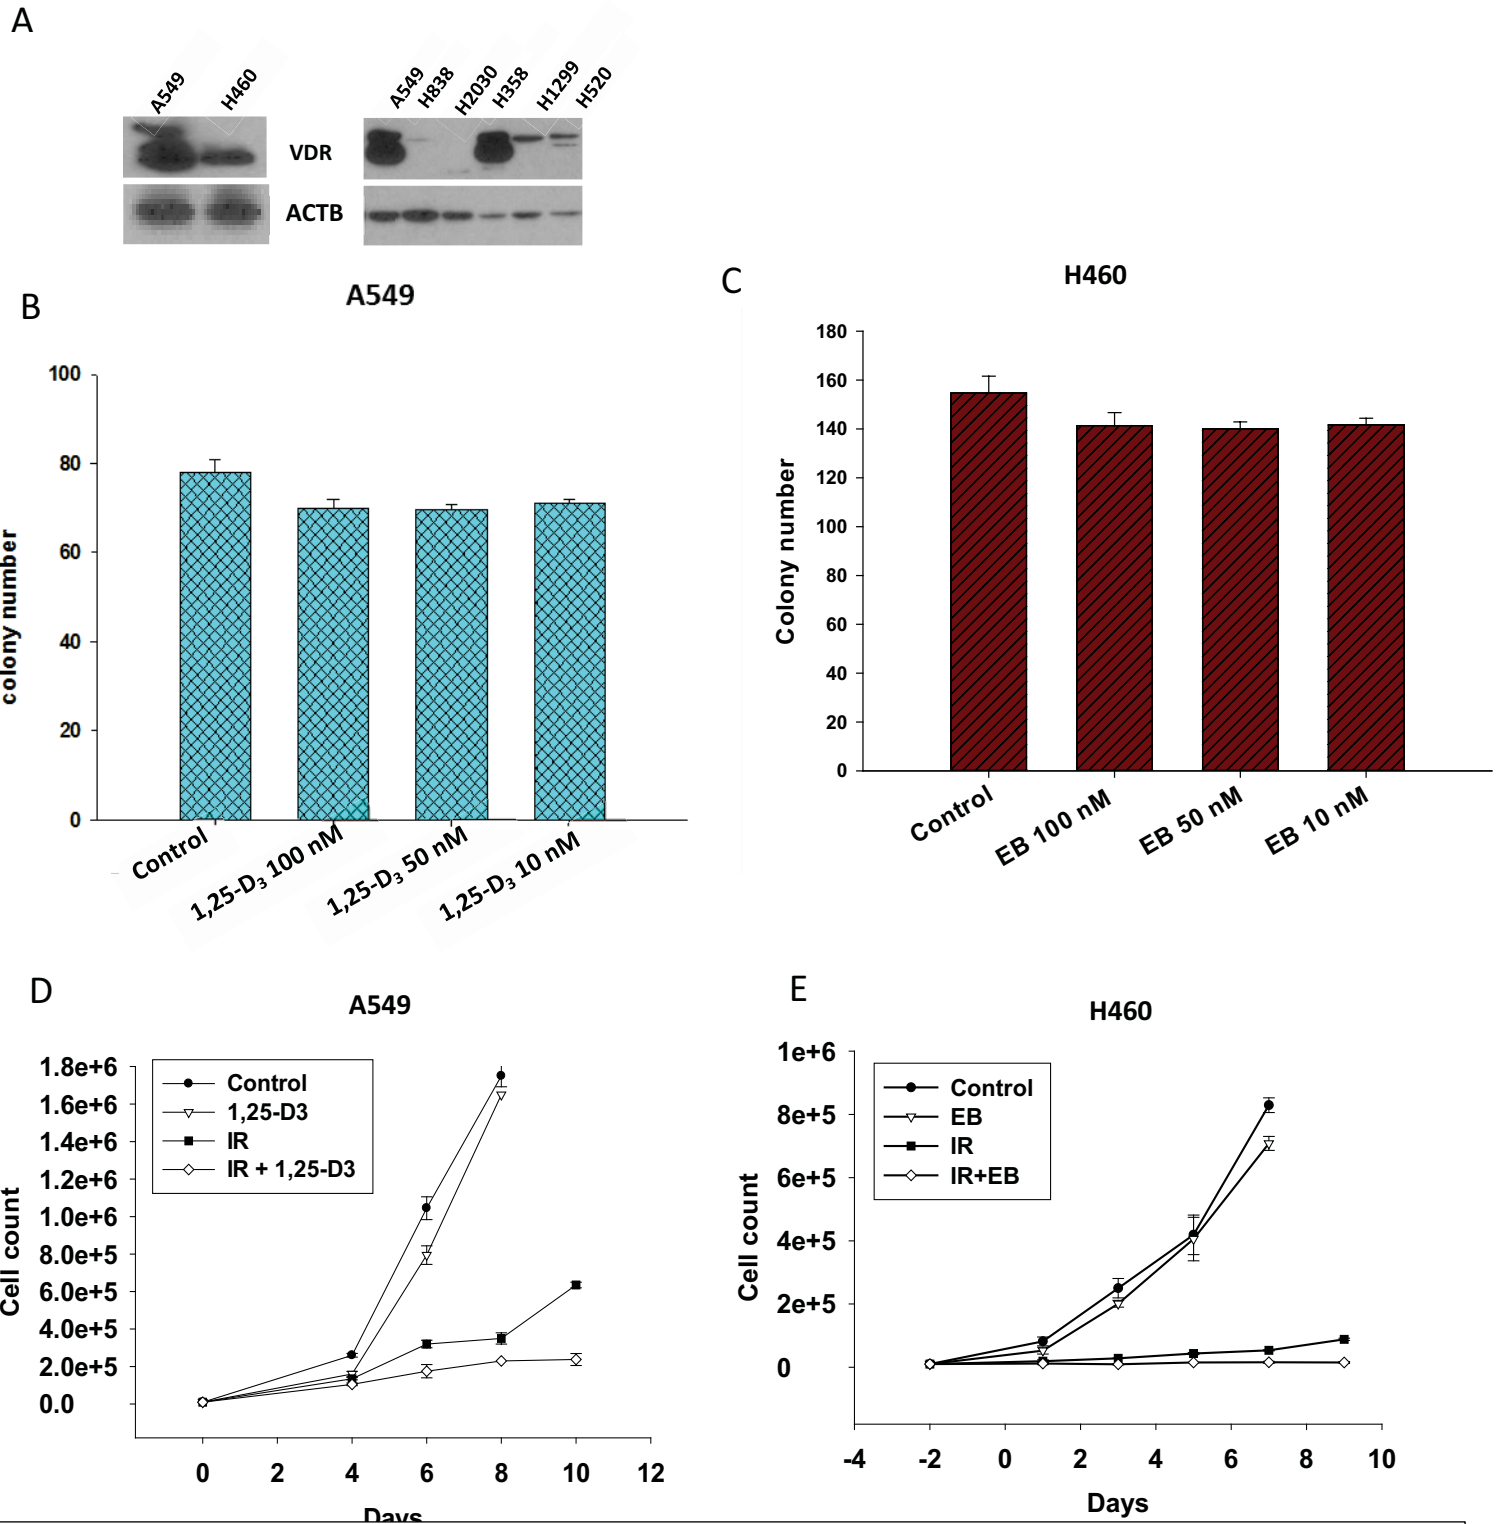 A
A549
H460
A549
H838
H2030
H358
H1299
H520
VDR
ACTB
B
A549
100
80
60
40
20
0
colony number
Control
1,25-D₃ 100 nM
1,25-D₃ 50 nM
1,25-D₃ 10 nM
C
H460
180
160
140
120
100
80
60
40
20
0
Colony number
Control
EB 100 nM
EB 50 nM
EB 10 nM
D
A549
1.8e+6
1.6e+6
1.4e+6
1.2e+6
1.0e+6
8.0e+5
6.0e+5
4.0e+5
2.0e+5
0.0
Cell count
Control
1,25-D3
IR
IR + 1,25-D3
0 2 4 6 8 10 12
Days
E
H460
1e+6
8e+5
6e+5
4e+5
2e+5
0
Cell count
Control
EB
IR
IR+EB
-4 -2 0 2 4 6 8 10
Days